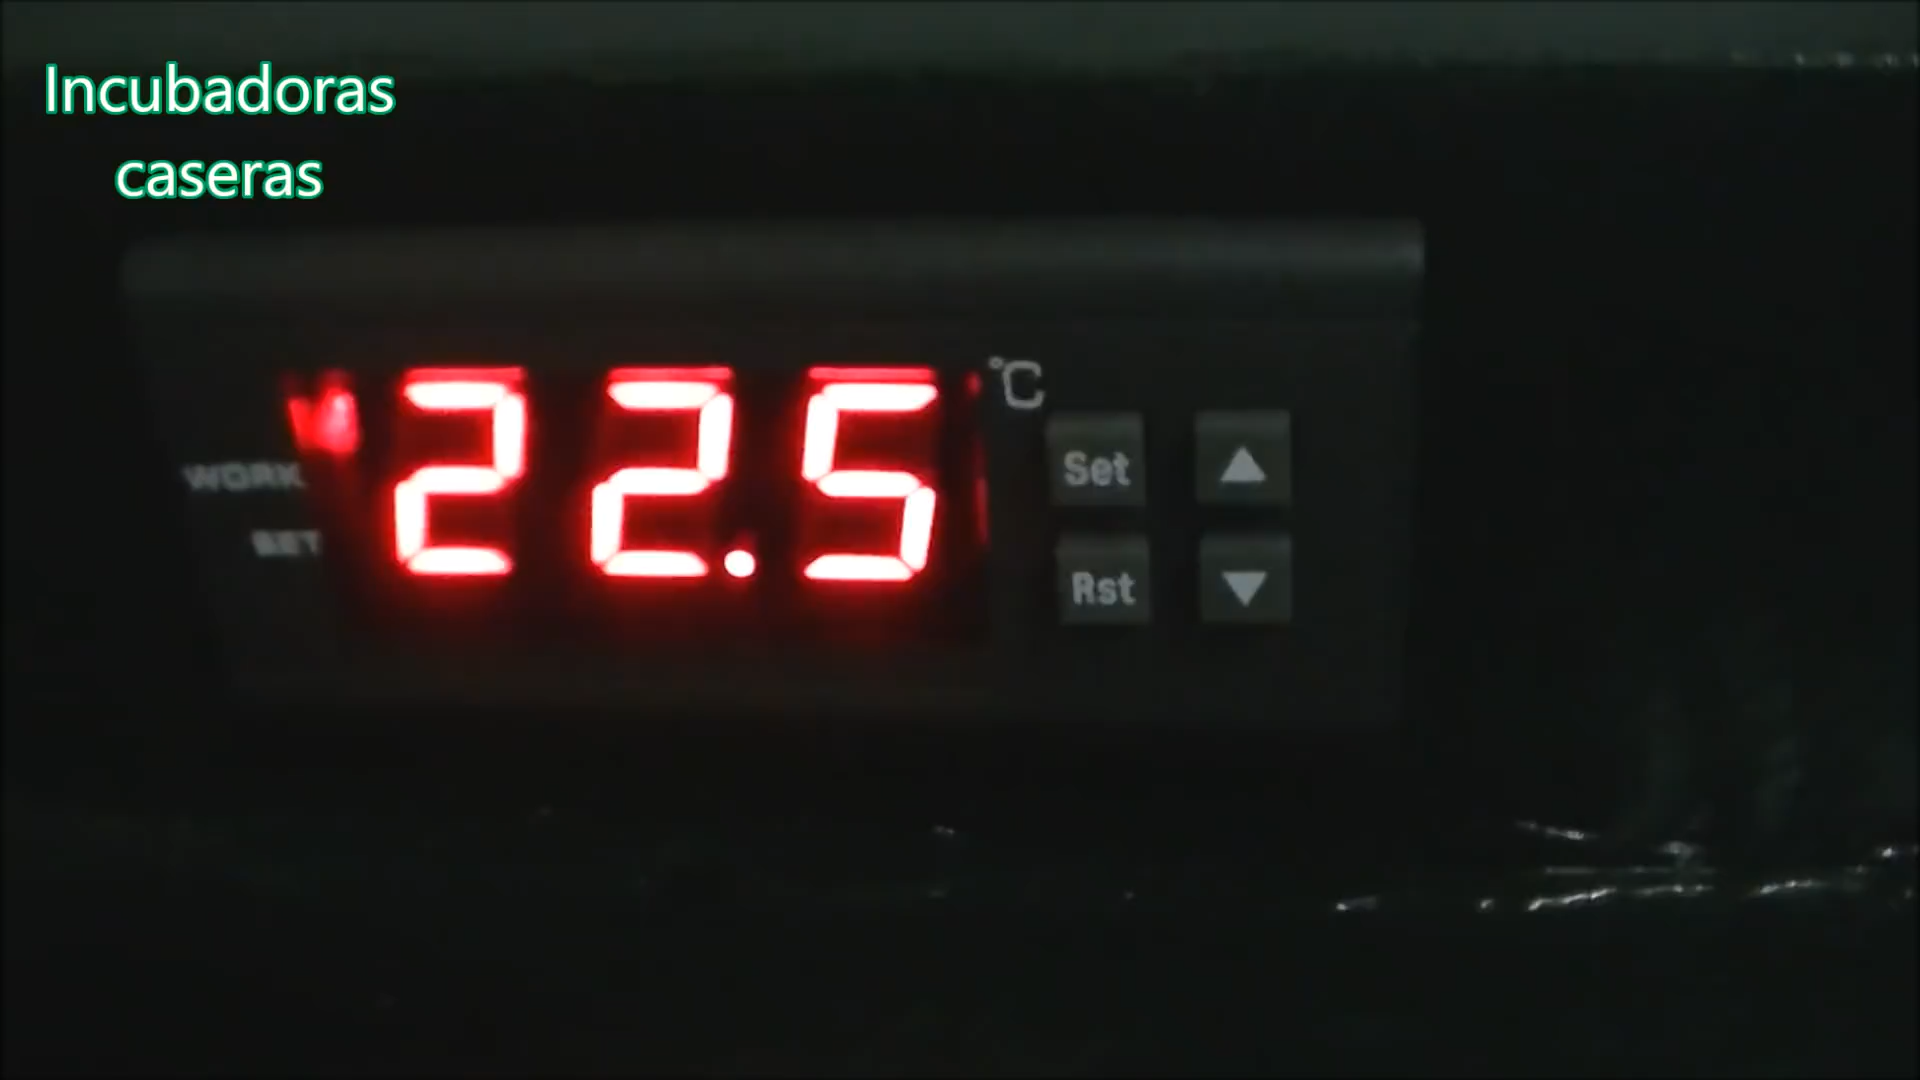 Incubadoras
caseras
22.5 °C
WORK
SET
Set
▲
Rst
▼